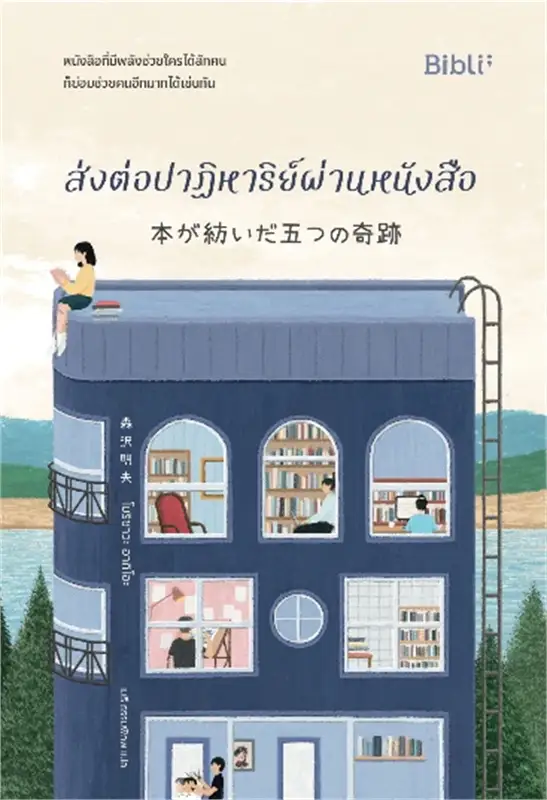 หนังสือที่มีพลังช่วยใครได้สักคน
ก็ย่อมช่วยคนอีกมากได้เช่นกัน
Bibli
ส่งต่อปาฏิหาริย์ผ่านหนังสือ
本が紡いだ五つの奇跡
森沢明夫
โมริซาวะ อากิโอะ